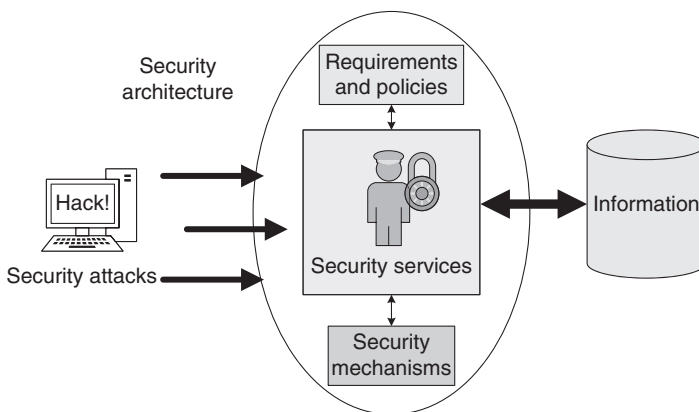 Security
architecture
Requirements
and policies
Hack!
Security attacks
Security services
Information
Security
mechanisms